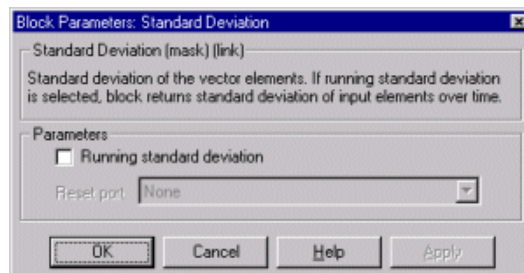 Block Parameters: Standard Deviation
Standard Deviation (mask) (link)
Standard deviation of the vector elements. If running standard deviation
is selected, block returns standard deviation of input elements over time.
Parameters
Running standard deviation
Reset port None
OK Cancel Help Apply